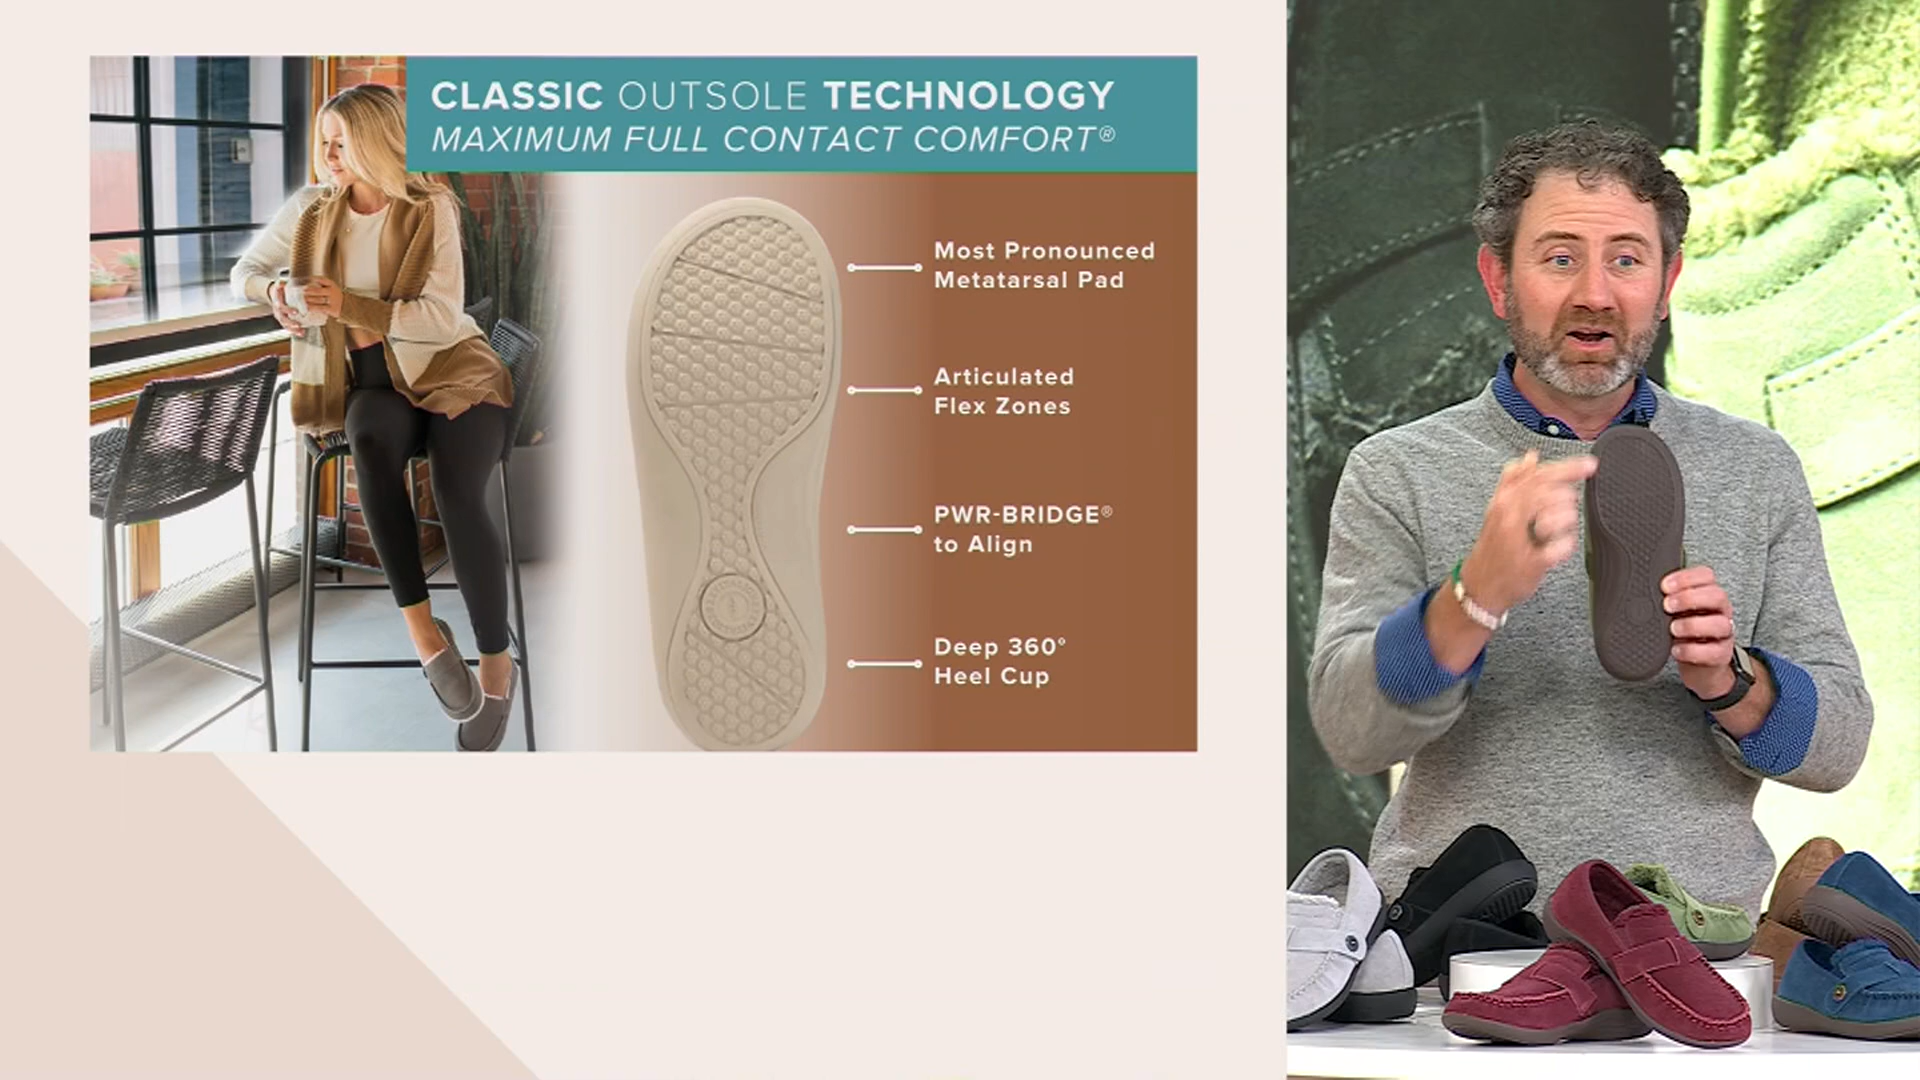 CLASSIC OUTSOLE TECHNOLOGY
MAXIMUM FULL CONTACT COMFORT®
Most Pronounced
Metatarsal Pad
Articulated
Flex Zones
PWR-BRIDGE®
to Align
Deep 360°
Heel Cup